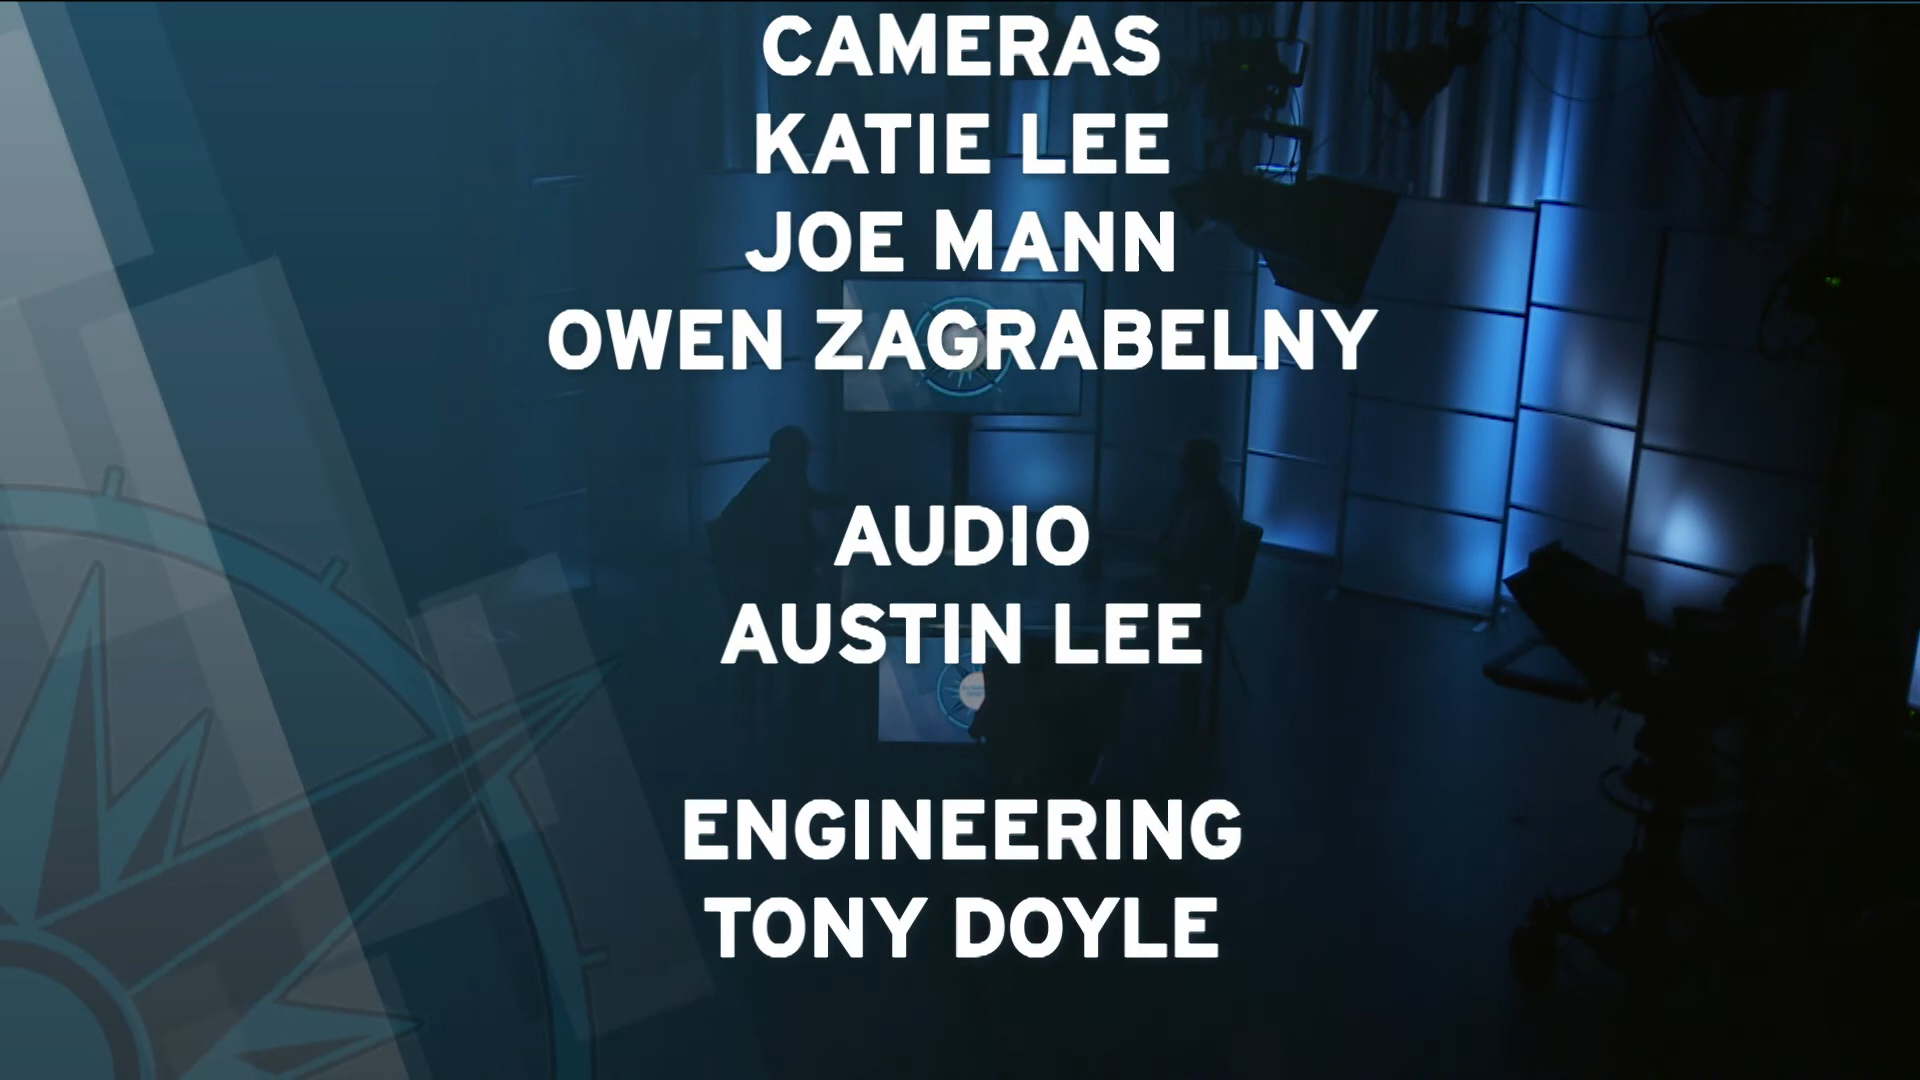 CAMERAS
KATIE LEE
JOE MANN
OWEN ZAGRABELNY
AUDIO
AUSTIN LEE
ENGINEERING
TONY DOYLE